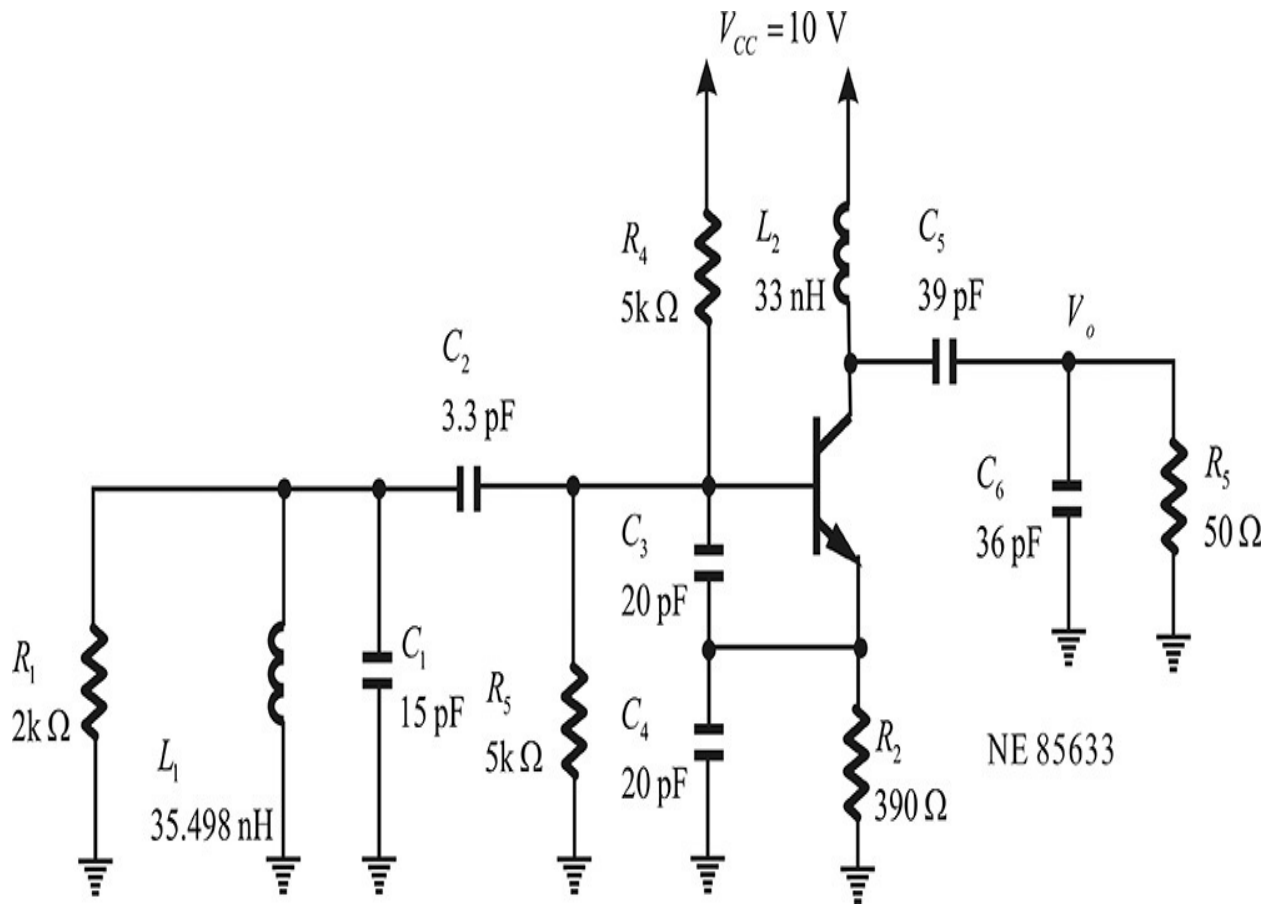 V_CC = 10 V
R_4
5k Ω
L_2
33 nH
C_5
39 pF
V_o
C_2
3.3 pF
C_3
20 pF
C_6
36 pF
R_5
50 Ω
R_1
2k Ω
L_1
35.498 nH
C_1
15 pF
R_5
5k Ω
C_4
20 pF
R_2
390 Ω
NE 85633